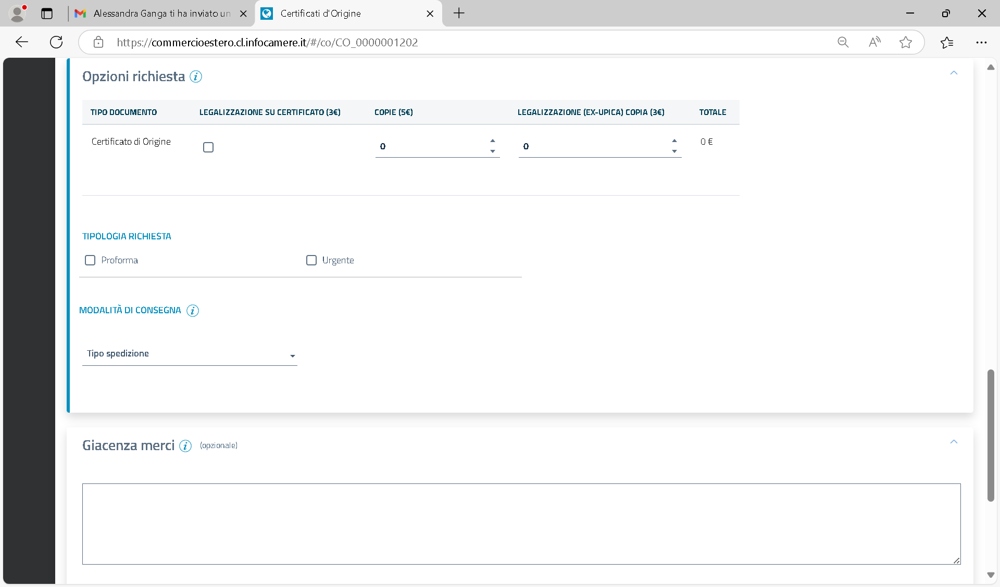 Alessandra Ganga ti ha inviato un
Certificati d'Origine
https://commercioestero.cl.infocamere.it/#/co/CO_0000001202
Opzioni richiesta
TIPO DOCUMENTO LEGALIZZAZIONE SU CERTIFICATO (3€) COPIE (5€) LEGALIZZAZIONE (EX-UPICA) COPIA (3€) TOTALE
Certificato di Origine 0 0 0 €
TIPOLOGIA RICHIESTA
Proforma Urgente
MODALITÀ DI CONSEGNA
Tipo spedizione
Giacenza merci (opzionale)